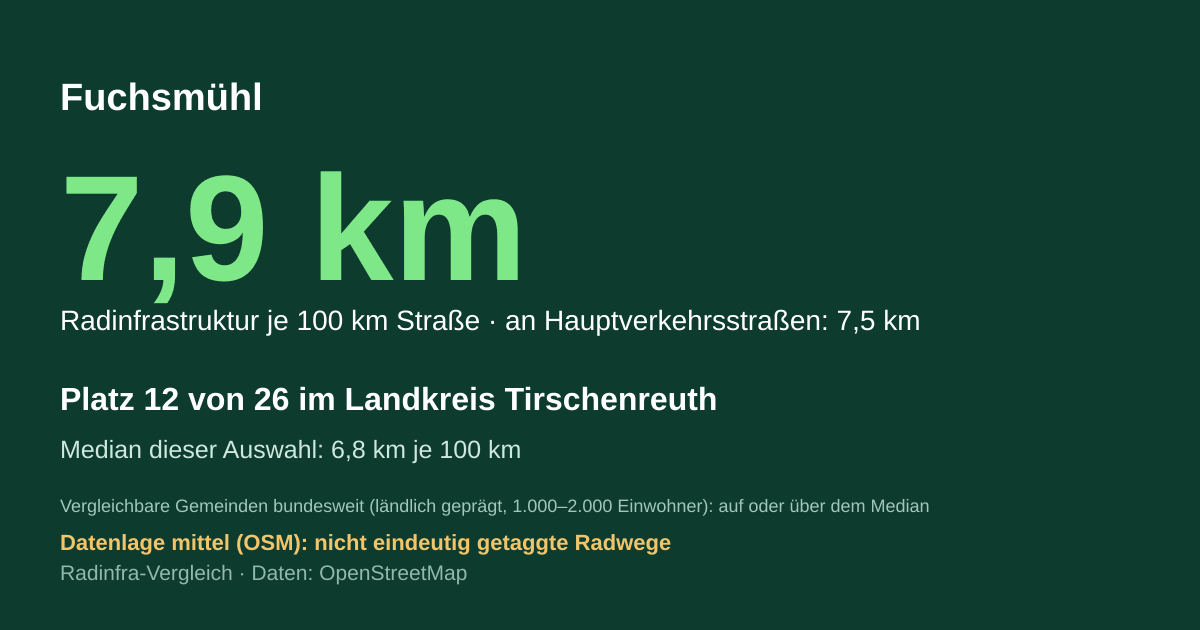 Fuchsmühl
7,9 km
Radinfrastruktur je 100 km Straße · an Hauptverkehrsstraßen: 7,5 km
Platz 12 von 26 im Landkreis Tirschenreuth
Median dieser Auswahl: 6,8 km je 100 km
Vergleichbare Gemeinden bundesweit (ländlich geprägt, 1.000–2.000 Einwohner): auf oder über dem Median
Datenlage mittel (OSM): nicht eindeutig getaggte Radwege
Radinfra-Vergleich · Daten: OpenStreetMap